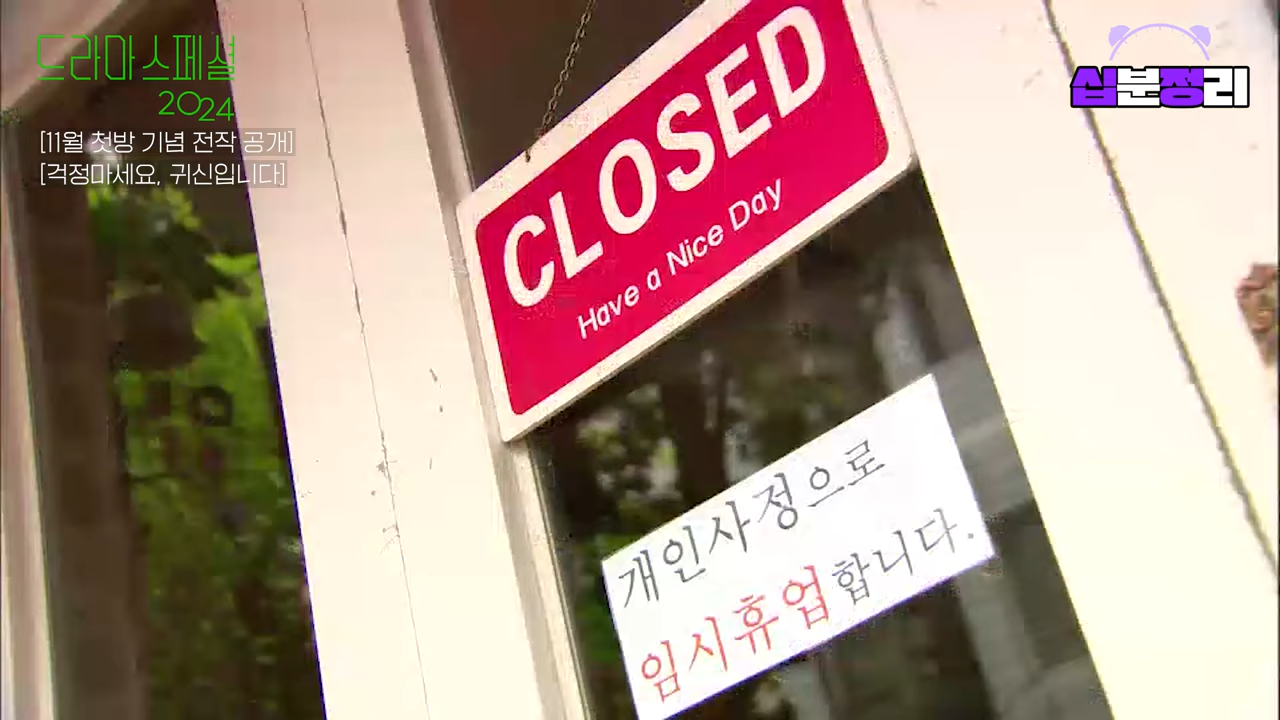 드라마 스페셜
2024
[11월 첫방 기념 전작 공개]
[걱정마세요, 귀신입니다]
십분정리
CLOSED
Have a Nice Day
개인사정으로
임시휴업합니다.